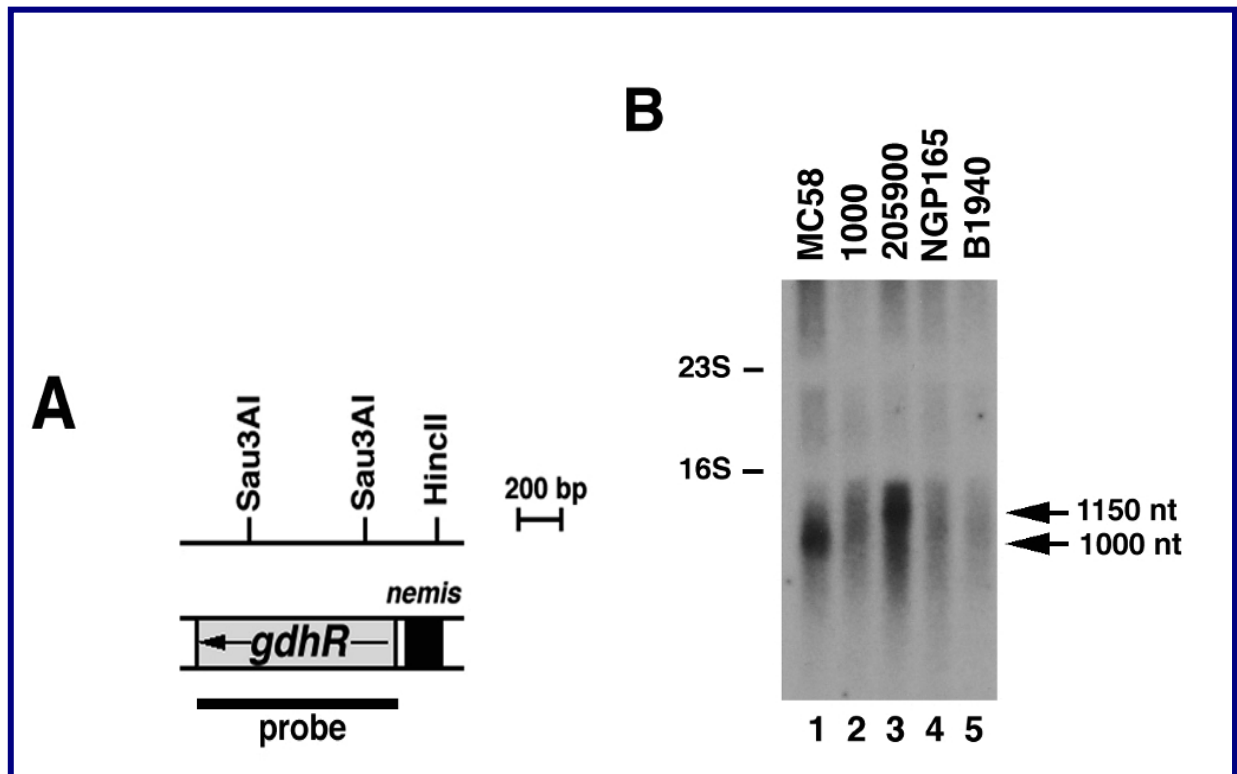 A
Sau3AI
Sau3AI
HincII
200 bp
nemis
gdhR
probe
B
MC58
1000
205900
NGP165
B1940
23S
16S
1150 nt
1000 nt
1 2 3 4 5